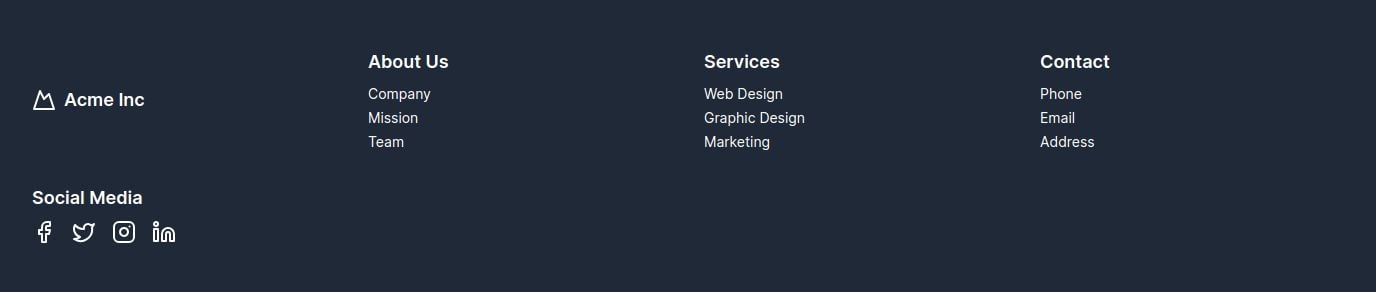 Acme Inc
About Us
Company
Mission
Team
Services
Web Design
Graphic Design
Marketing
Contact
Phone
Email
Address
Social Media